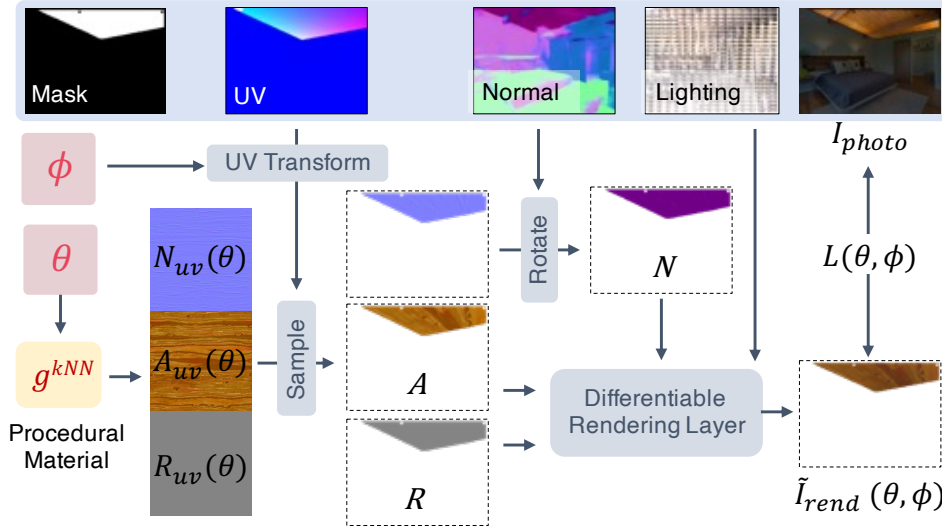 Mask
UV
Normal
Lighting
I_photo
ϕ
UV Transform
θ
N_uv(θ)
Rotate
N
L(θ, ϕ)
g^kNN
A_uv(θ)
Sample
A
Differentiable
Rendering Layer
Procedural
Material
R_uv(θ)
R
Ĩ_rend (θ, ϕ)